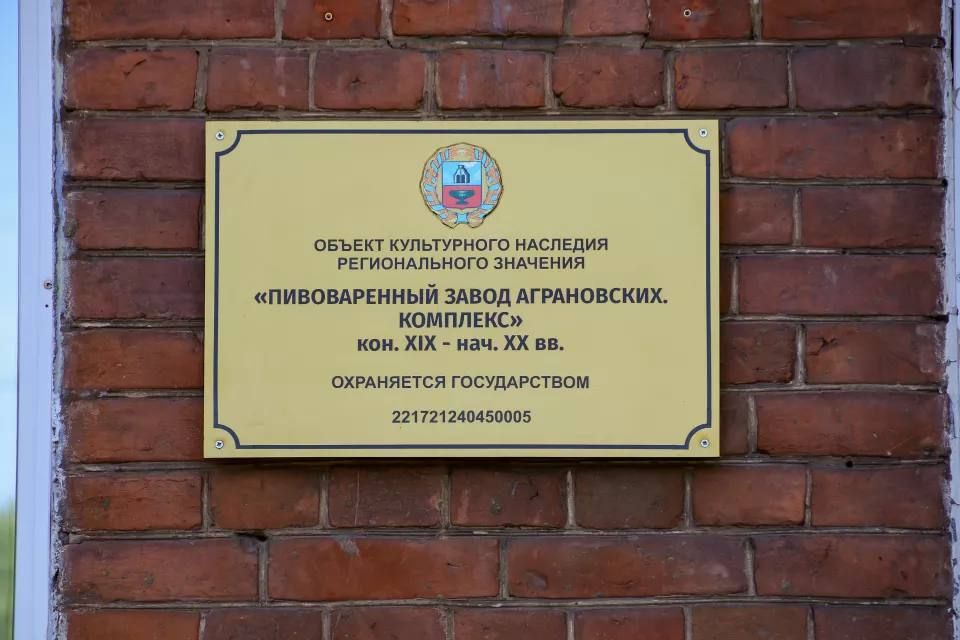 ОБЪЕКТ КУЛЬТУРНОГО НАСЛЕДИЯ
РЕГИОНАЛЬНОГО ЗНАЧЕНИЯ
«ПИВОВАРЕННЫЙ ЗАВОД АГРАНОВСКИХ.
КОМПЛЕКС»
кон. XIX - нач. XX вв.
ОХРАНЯЕТСЯ ГОСУДАРСТВОМ
221721240450005